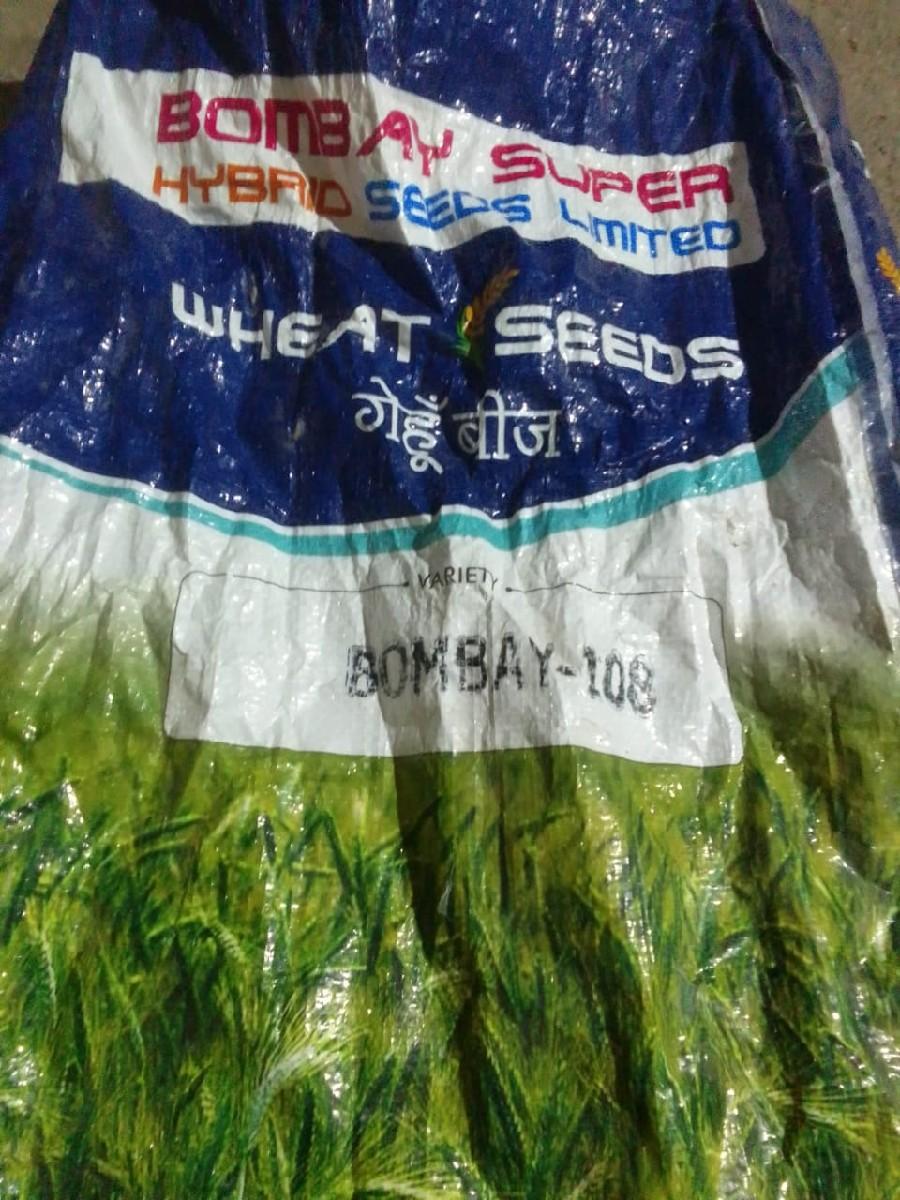 BOMBAY SUPER
HYBRID SEEDS LIMITED
WHEAT SEEDS
गेहूँ बीज
VARIETY
BOMBAY-108